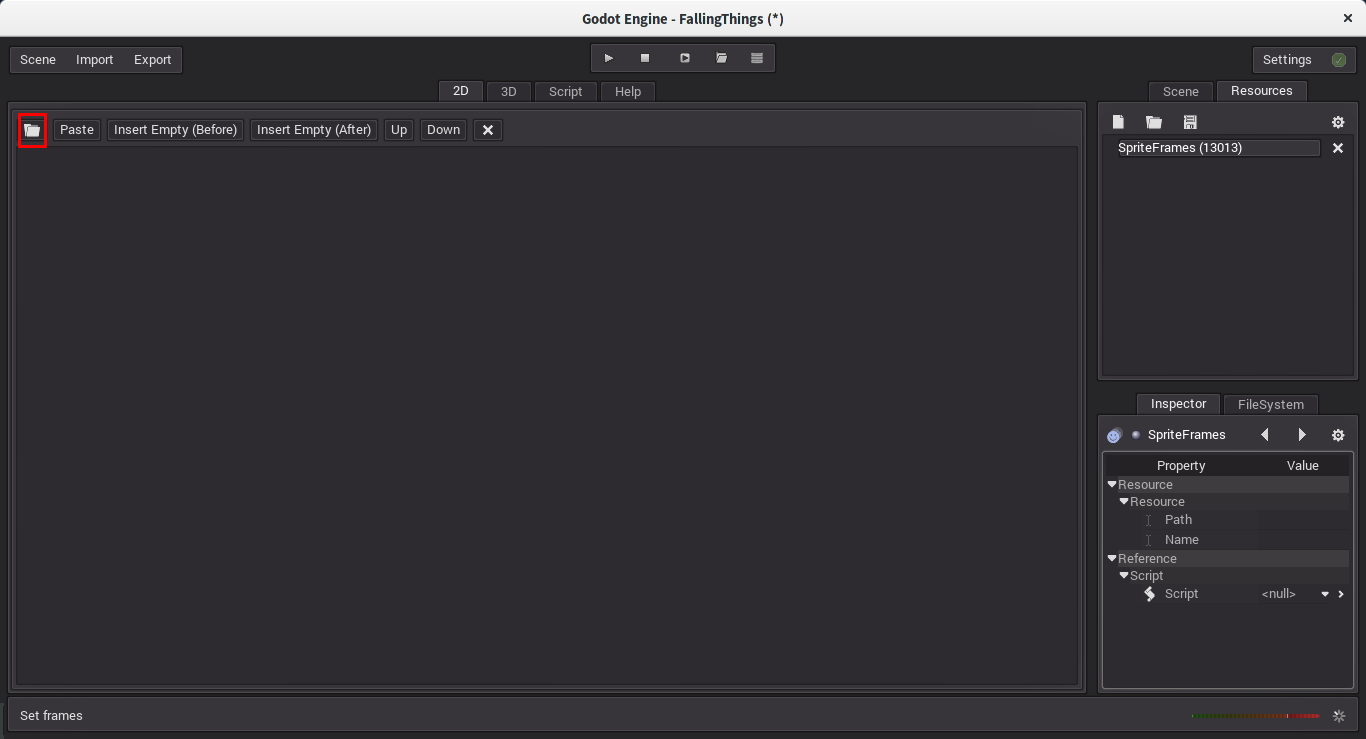 Godot Engine - FallingThings (*)
Scene Import Export
Settings
2D 3D Script Help
Scene Resources
Paste Insert Empty (Before) Insert Empty (After) Up Down
SpriteFrames (13013)
Inspector FileSystem
SpriteFrames
Property Value
Resource
Resource
Path
Name
Reference
Script
Script <null>
Set frames